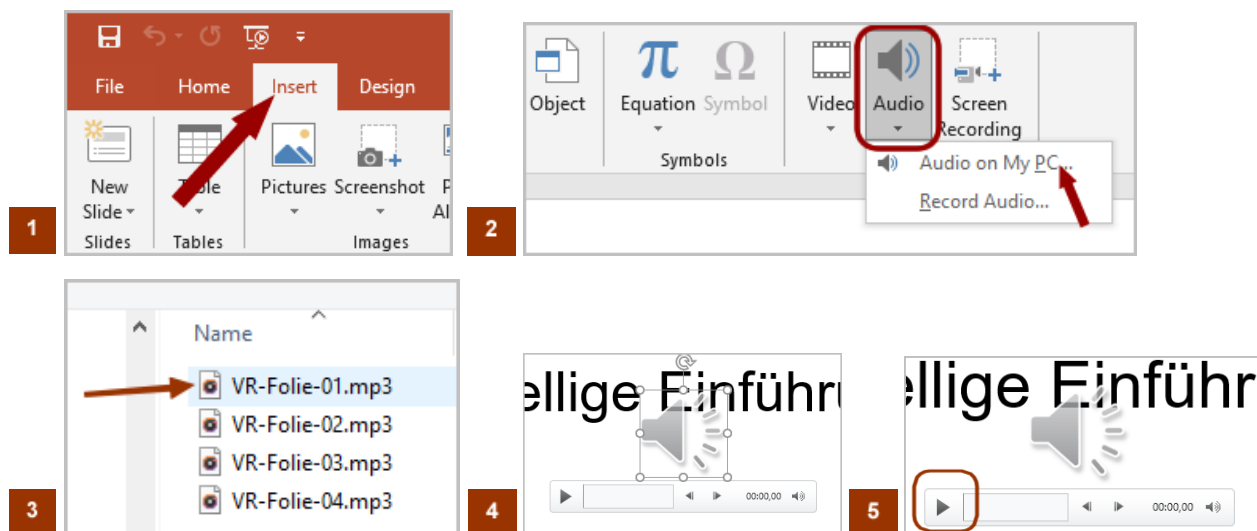 File Home Insert Design
New
Slide
Table
Pictures Screenshot
Slides Tables Images
1
Object Equation Symbol Video Audio Screen
Recording
Symbols
Audio on My PC...
Record Audio...
2
Name
VR-Folie-01.mp3
VR-Folie-02.mp3
VR-Folie-03.mp3
VR-Folie-04.mp3
3
ellige Einführu
00:00,00
4
ellige Einführ
00:00,00
5